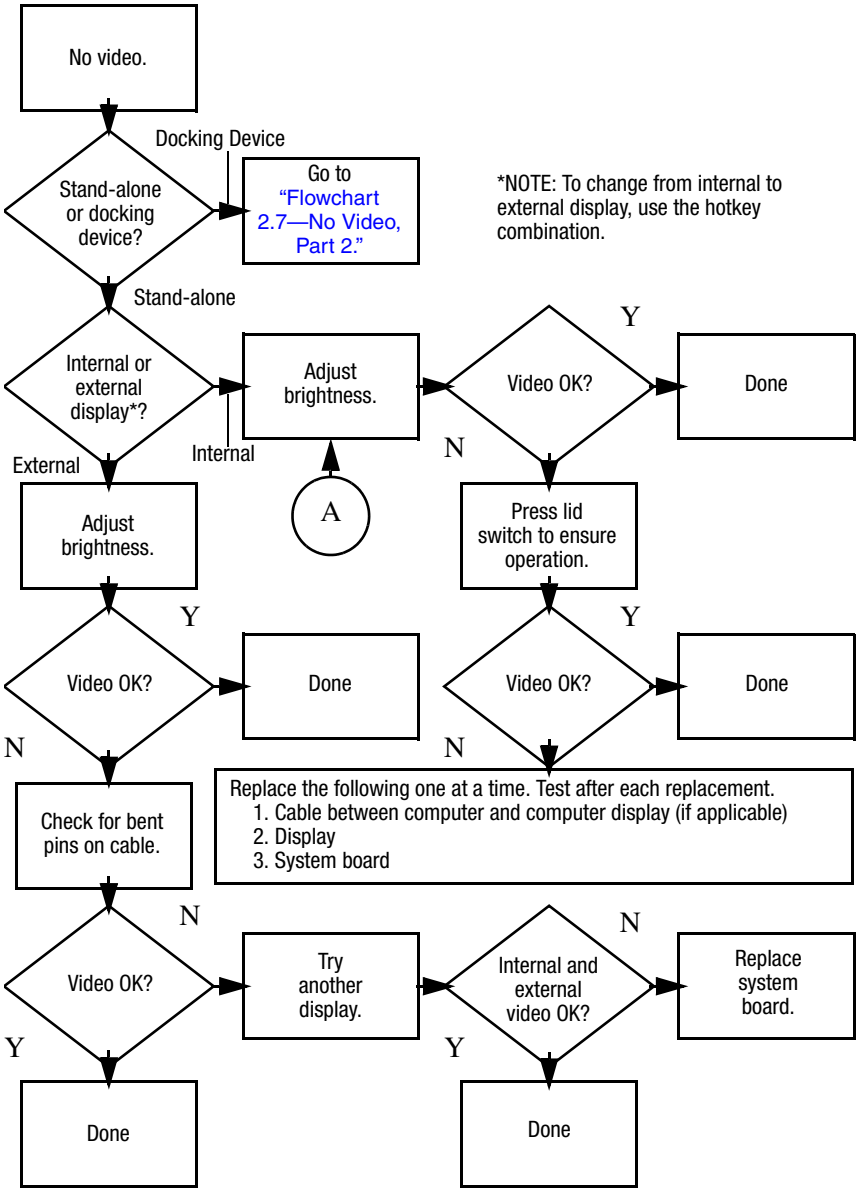 No video.
Docking Device
Stand-alone
or docking
device?
Go to
“Flowchart
2.7—No Video,
Part 2.”
*NOTE: To change from internal to
external display, use the hotkey
combination.
Stand-alone
Internal or
external
display*?
Internal
External
Adjust
brightness.
A
Video OK?
Y
N
Done
Press lid
switch to ensure
operation.
Adjust
brightness.
Video OK?
Y
N
Done
Video OK?
Y
N
Done
Replace the following one at a time. Test after each replacement.
1. Cable between computer and computer display (if applicable)
2. Display
3. System board
Check for bent
pins on cable.
Video OK?
N
Y
Try
another
display.
Internal and
external
video OK?
N
Y
Replace
system
board.
Done
Done